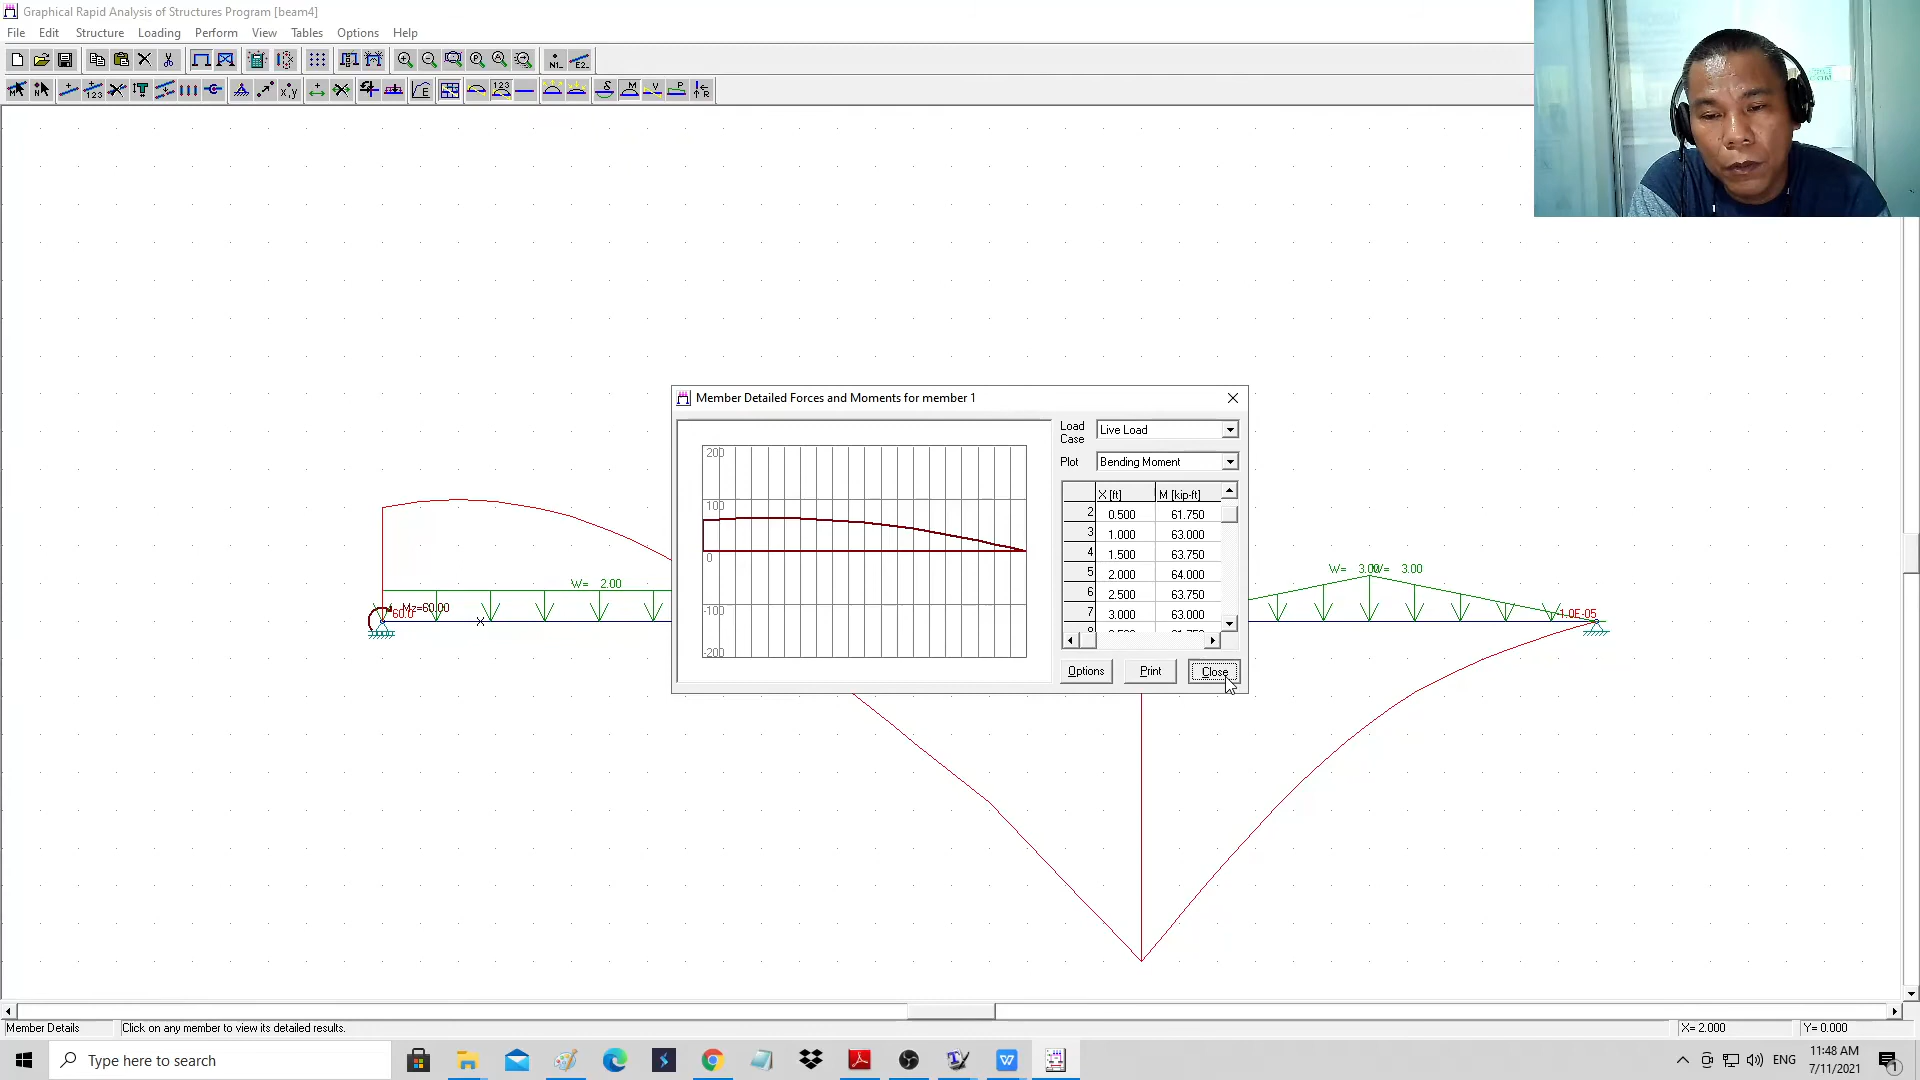 Graphical Rapid Analysis of Structures Program [beam4]
File Edit Structure Loading Perform View Tables Options Help
N1 E2
123 123
Member Detailed Forces and Moments for member 1
200
100
0
-100
-200
Load Case Live Load
Plot Bending Moment
X [ft] M [kip-ft]
2 0.500 61.750
3 1.000 63.000
4 1.500 63.750
5 2.000 64.000
6 2.500 63.750
7 3.000 63.000
Options Print Close
W= 2.00
Mz=60.00
60.0
W= 3.00
W= 3.00
-1.0E-05
Member Details Click on any member to view its detailed results.
X= 2.000 Y= 0.000
Type here to search
ENG
11:48 AM
7/11/2021